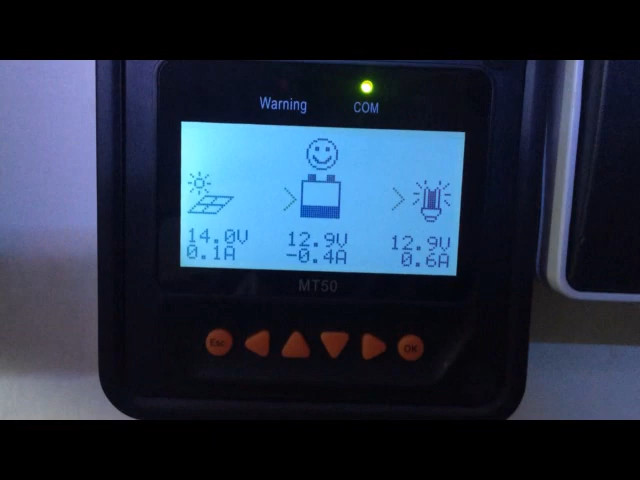 Warning COM
14.0V 12.9V 12.9V
0.1A -0.4A 0.6A
MT50
Esc OK